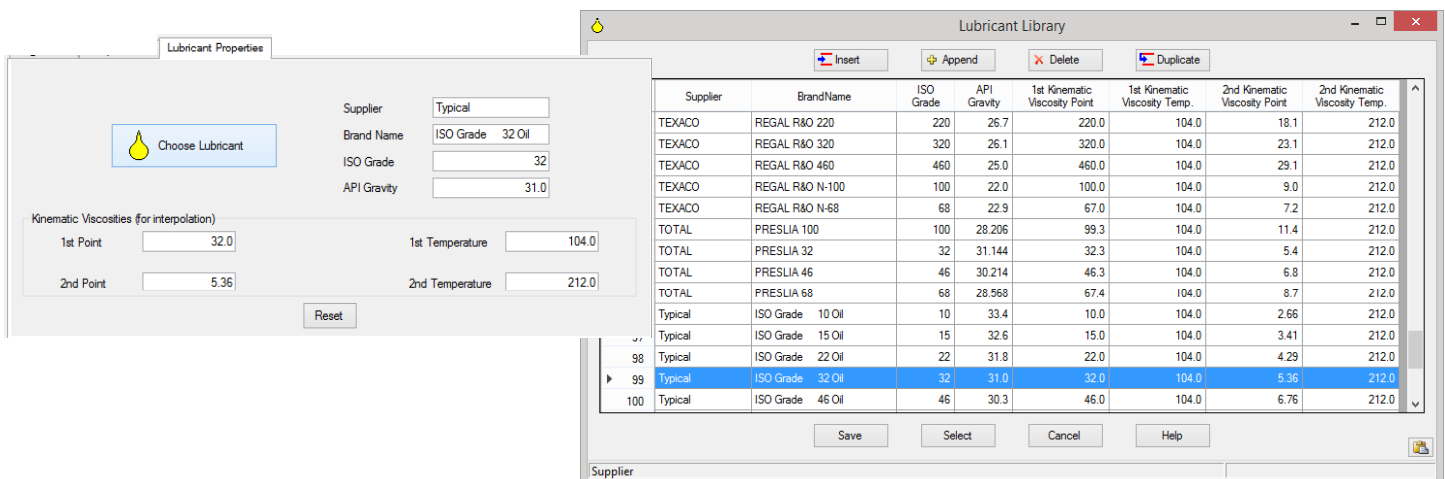 Lubricant Properties
Choose Lubricant
Supplier Typical
Brand Name ISO Grade 32 Oil
ISO Grade 32
API Gravity 31.0
Kinematic Viscosities (for interpolation)
1st Point 32.0 1st Temperature 104.0
2nd Point 5.36 2nd Temperature 212.0
Reset
Lubricant Library
Insert Append Delete Duplicate
Supplier BrandName ISO Grade API Gravity 1st Kinematic Viscosity Point 1st Kinematic Viscosity Temp. 2nd Kinematic Viscosity Point 2nd Kinematic Viscosity Temp.
TEXACO REGAL R&O 220 220 26.7 220.0 104.0 18.1 212.0
TEXACO REGAL R&O 320 320 26.1 320.0 104.0 23.1 212.0
TEXACO REGAL R&O 460 460 25.0 460.0 104.0 29.1 212.0
TEXACO REGAL R&O N-100 100 22.0 100.0 104.0 9.0 212.0
TEXACO REGAL R&O N-68 68 22.9 67.0 104.0 7.2 212.0
TOTAL PRESLIA 100 100 28.206 99.3 104.0 11.4 212.0
TOTAL PRESLIA 32 32 31.144 32.3 104.0 5.4 212.0
TOTAL PRESLIA 46 46 30.214 46.3 104.0 6.8 212.0
TOTAL PRESLIA 68 68 28.568 67.4 104.0 8.7 212.0
Typical ISO Grade 10 Oil 10 33.4 10.0 104.0 2.66 212.0
Typical ISO Grade 15 Oil 15 32.6 15.0 104.0 3.41 212.0
98 Typical ISO Grade 22 Oil 22 31.8 22.0 104.0 4.29 212.0
99 Typical ISO Grade 32 Oil 32 31.0 32.0 104.0 5.36 212.0
100 Typical ISO Grade 46 Oil 46 30.3 46.0 104.0 6.76 212.0
Save Select Cancel Help
Supplier